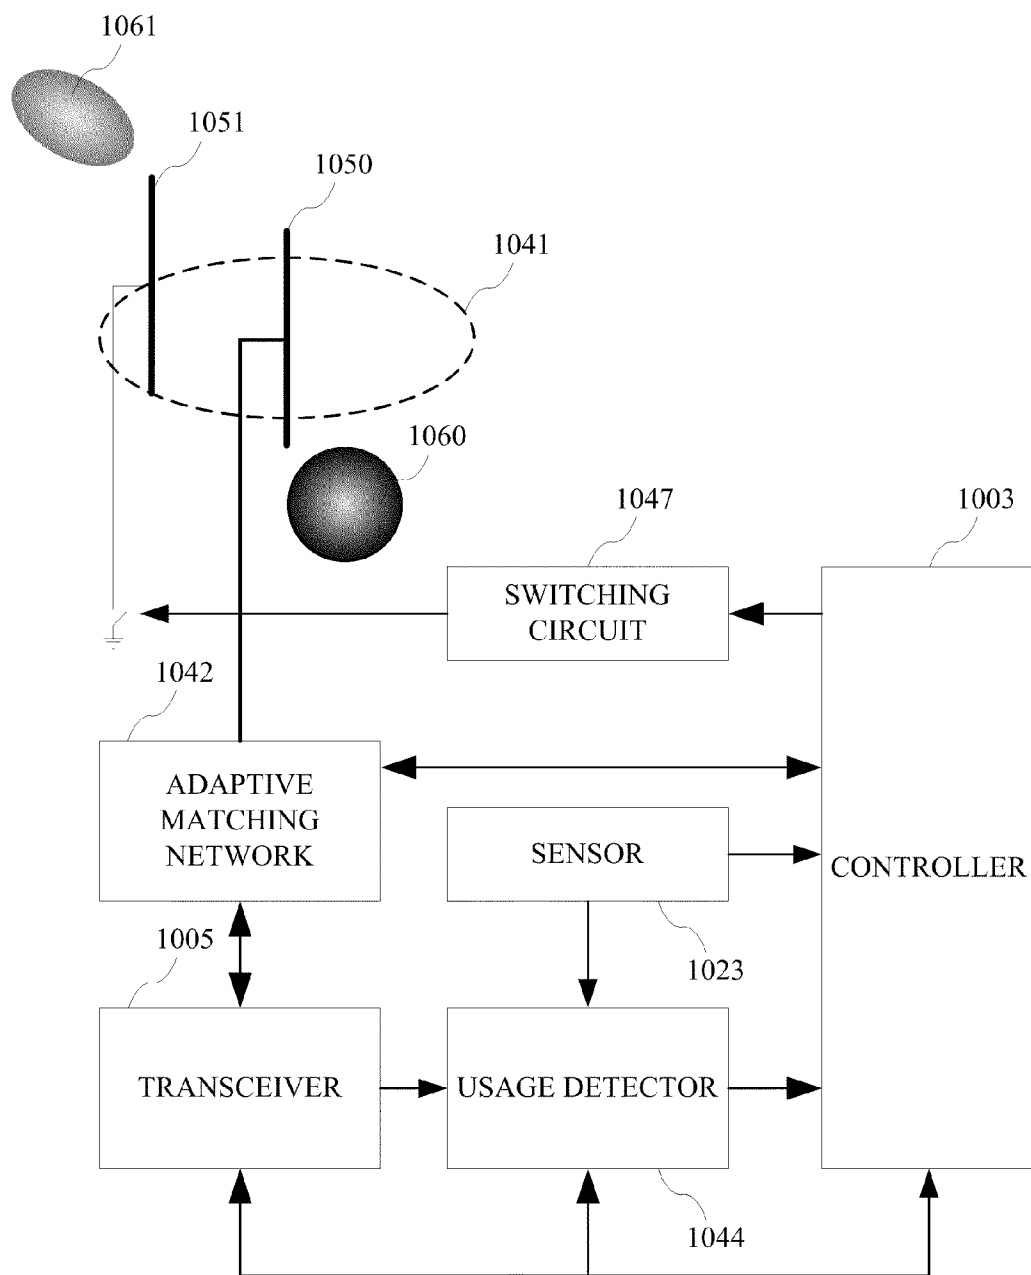 1061
1051
1050
1041
1060
1047
1003
SWITCHING
CIRCUIT
1042
ADAPTIVE
MATCHING
NETWORK
SENSOR
CONTROLLER
1005
1023
TRANSCEIVER
USAGE DETECTOR
1044